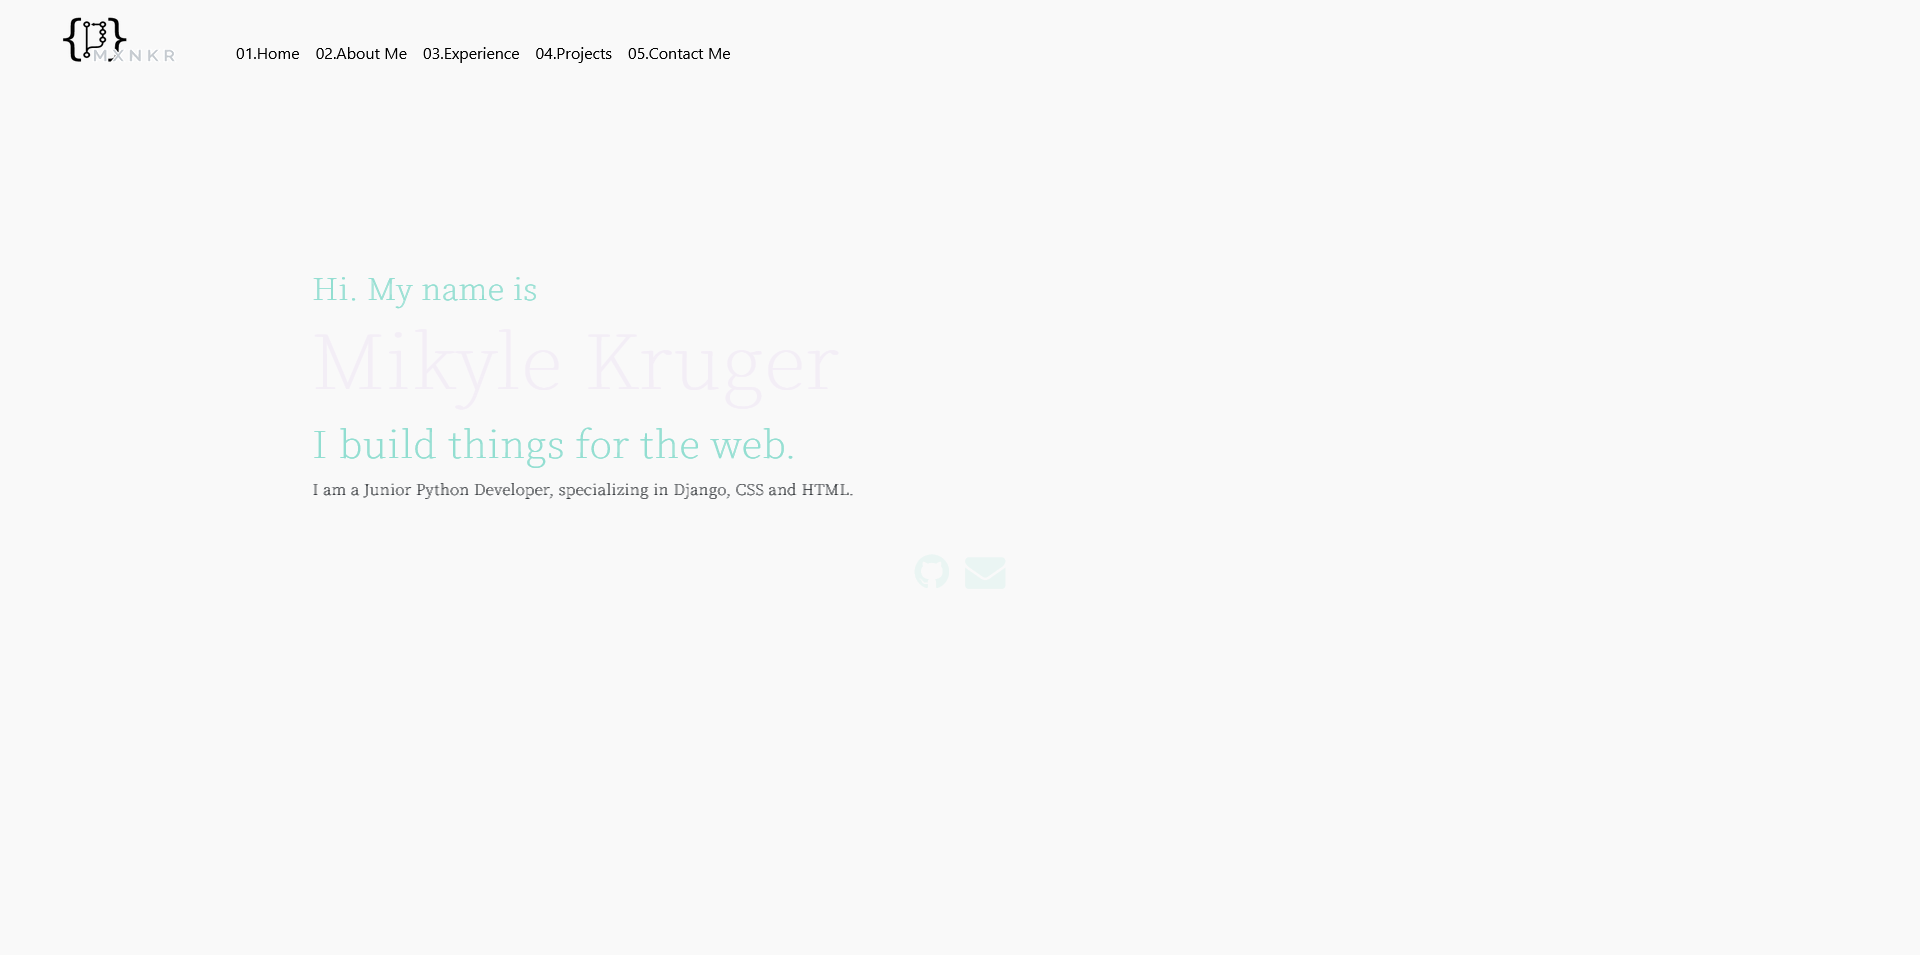 MXNKR
01.Home 02.About Me 03.Experience 04.Projects 05.Contact Me
Hi. My name is
Mikyle Kruger
I build things for the web.
I am a Junior Python Developer, specializing in Django, CSS and HTML.